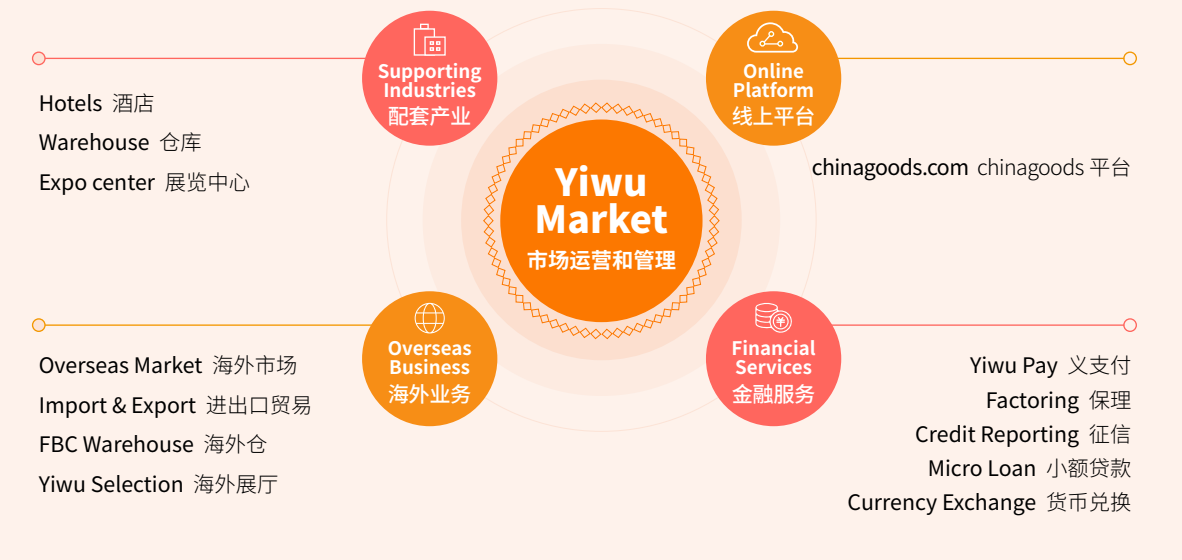 Supporting
Industries
配套产业
Hotels 酒店
Warehouse 仓库
Expo center 展览中心
Online
Platform
线上平台
chinagoods.com chinagoods 平台
Yiwu
Market
市场运营和管理
Overseas
Business
海外业务
Overseas Market 海外市场
Import & Export 进出口贸易
FBC Warehouse 海外仓
Yiwu Selection 海外展厅
Financial
Services
金融服务
Yiwu Pay 义支付
Factoring 保理
Credit Reporting 征信
Micro Loan 小额贷款
Currency Exchange 货币兑换